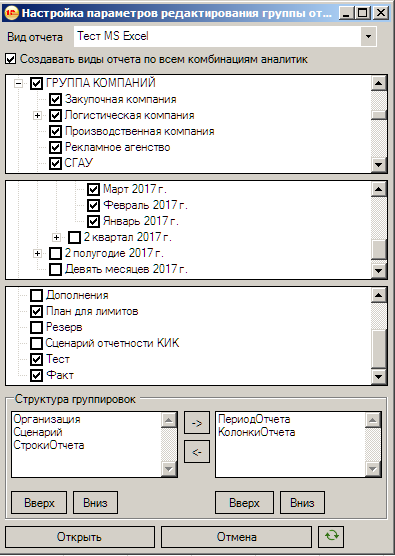 Настройка параметров редактирования группы от...
Вид отчета Тест MS Excel
Создавать виды отчета по всем комбинациям аналитик
ГРУППА КОМПАНИЙ
Закупочная компания
Логистическая компания
Производственная компания
Рекламное агенство
СГАУ
Март 2017 г.
Февраль 2017 г.
Январь 2017 г.
2 квартал 2017 г.
2 полугодие 2017 г.
Девять месяцев 2017 г.
Дополнения
План для лимитов
Резерв
Сценарий отчетности КИК
Тест
Факт
Структура группировок
Организация
Сценарий
СтрокиОтчета
->
<-
ПериодОтчета
КолонкиОтчета
Вверх Вниз Вверх Вниз
Открыть Отмена